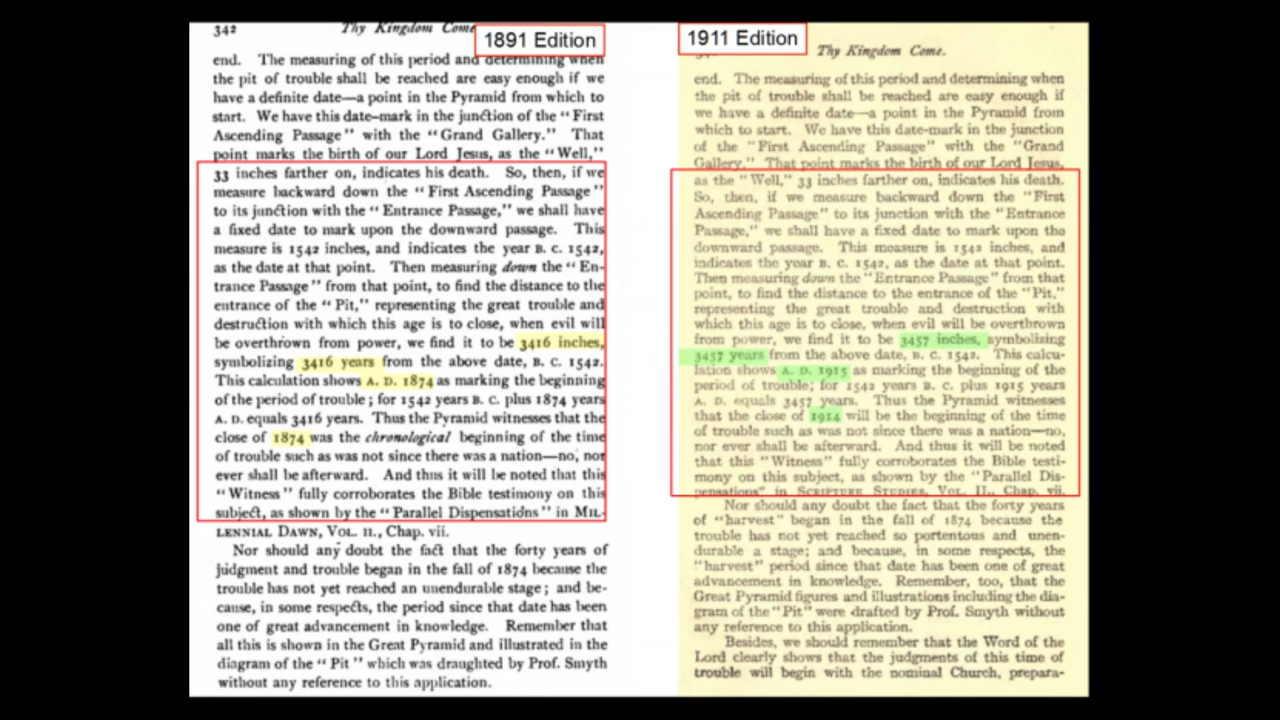 342 Thy Kingdom Come
1891 Edition
end. The measuring of this period and determining when
the pit of trouble shall be reached are easy enough if we
have a definite date—a point in the Pyramid from which to
start. We have this date-mark in the junction of the “First
Ascending Passage” with the “Grand Gallery.” That
point marks the birth of our Lord Jesus, as the “Well,”
33 inches farther on, indicates his death. So, then, if we
measure backward down the “First Ascending Passage”
to its junction with the “Entrance Passage,” we shall have
a fixed date to mark upon the downward passage. This
measure is 1542 inches, and indicates the year B. C. 1542,
as the date at that point. Then measuring down the “En-
trance Passage” from that point, to find the distance to the
entrance of the “Pit,” representing the great trouble and
destruction with which this age is to close, when evil will
be overthrown from power, we find it to be 3416 inches,
symbolizing 3416 years from the above date, B. C. 1542.
This calculation shows A. D. 1874 as marking the beginning
of the period of trouble; for 1542 years B. C. plus 1874 years
A. D. equals 3416 years. Thus the Pyramid witnesses that the
close of 1874 was the chronological beginning of the time
of trouble such as was not since there was a nation—no, nor
ever shall be afterward. And thus it will be noted that this
“Witness” fully corroborates the Bible testimony on this
subject, as shown by the “Parallel Dispensations” in MIL-
LENNIAL DAWN, VOL. II., Chap. vii.
Nor should any doubt the fact that the forty years of
judgment and trouble began in the fall of 1874 because the
trouble has not yet reached an unendurable stage; and be-
cause, in some respects, the period since that date has been
one of great advancement in knowledge. Remember that
all this is shown in the Great Pyramid and illustrated in the
diagram of the “Pit” which was draughted by Prof. Smyth
without any reference to this application.
1911 Edition
Thy Kingdom Come.
end. The measuring of this period and determining when
the pit of trouble shall be reached are easy enough if
we have a definite date—a point in the Pyramid from
which to start. We have this date-mark in the junction
of the “First Ascending Passage” with the “Grand
Gallery.” That point marks the birth of our Lord Jesus,
as the “Well,” 33 inches farther on, indicates his death.
So, then, if we measure backward down the “First
Ascending Passage” to its junction with the “Entrance
Passage,” we shall have a fixed date to mark upon the
downward passage. This measure is 1542 inches, and
indicates the year B. C. 1542, as the date at that point.
Then measuring down the “Entrance Passage” from that
point, to find the distance to the entrance of the “Pit,”
representing the great trouble and destruction with
which this age is to close, when evil will be overthrown
from power, we find it to be 3457 inches, symbolizing
3457 years from the above date, B. C. 1542. This calcu-
lation shows A. D. 1915 as marking the beginning of the
period of trouble; for 1542 years B. C. plus 1915 years
A. D. equals 3457 years. Thus the Pyramid witnesses
that the close of 1914 will be the beginning of the time
of trouble such as was not since there was a nation—no,
nor ever shall be afterward. And thus it will be noted
that this “Witness” fully corroborates the Bible testi-
mony on this subject, as shown by the “Parallel Dis-
pensations” in SCRIPTURE STUDIES, VOL. II., Chap. vii.
Nor should any doubt the fact that the forty years
of “harvest” began in the fall of 1874 because the
trouble has not yet reached so portentous and unen-
durable a stage; and because, in some respects, the
“harvest” period since that date has been one of great
advancement in knowledge. Remember, too, that the
Great Pyramid figures and illustrations including the dia-
gram of the “Pit” were drafted by Prof. Smyth without
any reference to this application.
Besides, we should remember that the Word of the
Lord clearly shows that the judgments of this time of
trouble will begin with the nominal Church, prepara-